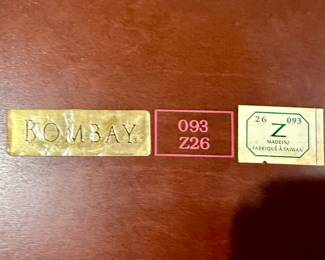 BOMBAY
093
Z26
26 093
Z
MADE IN /
FABRIQUÉ À TAIWAN